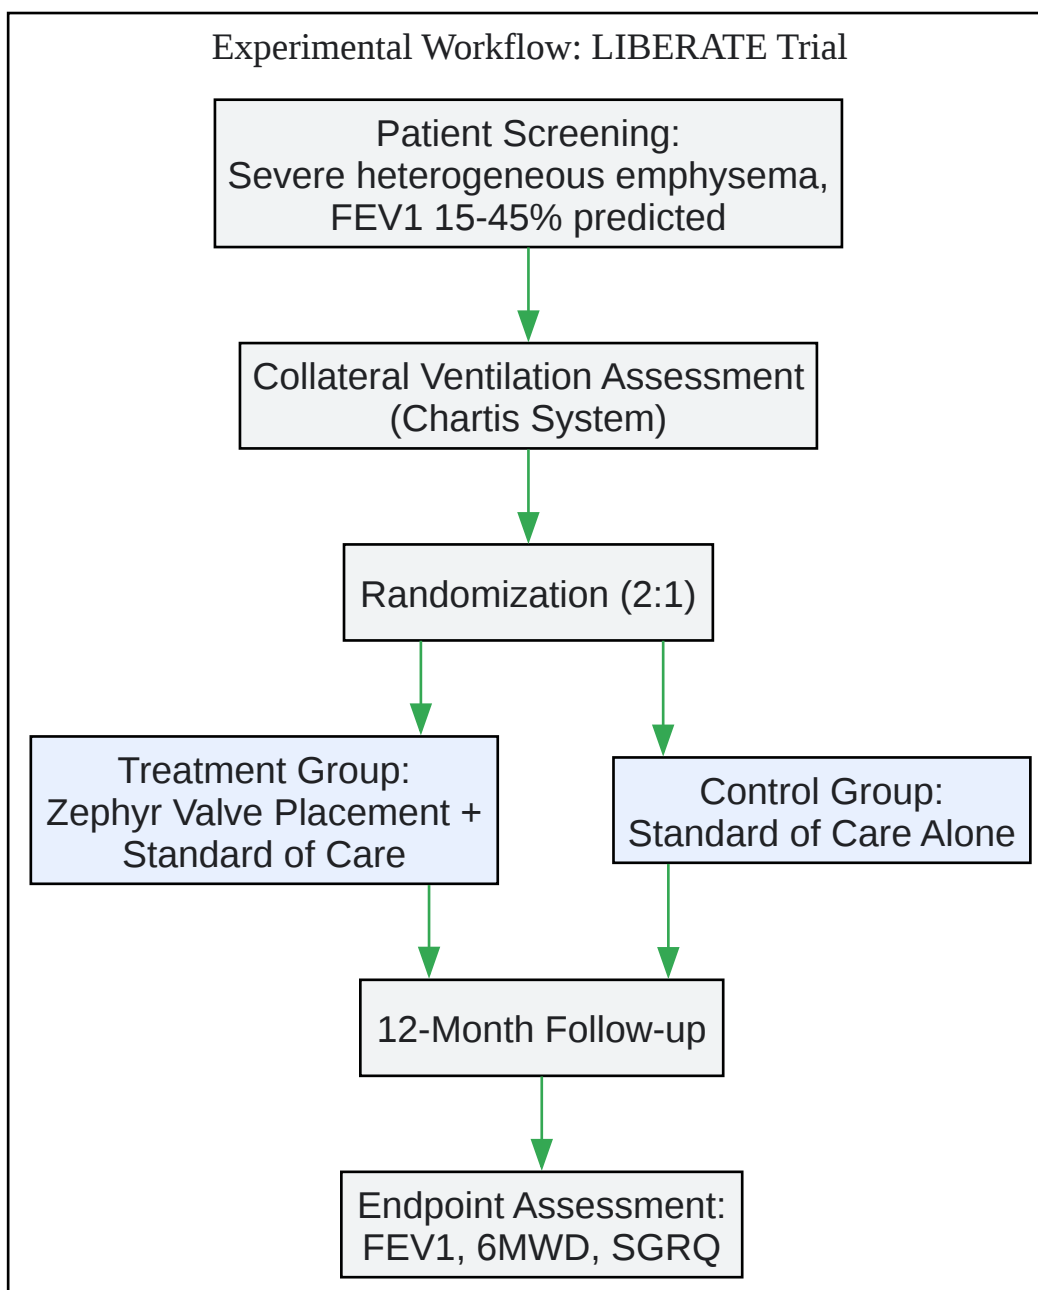 Experimental Workflow: LIBERATE Trial
Patient Screening:
Severe heterogeneous emphysema,
FEV1 15-45% predicted
Collateral Ventilation Assessment
(Chartis System)
Randomization (2:1)
Treatment Group:
Zephyr Valve Placement +
Standard of Care
Control Group:
Standard of Care Alone
12-Month Follow-up
Endpoint Assessment:
FEV1, 6MWD, SGRQ